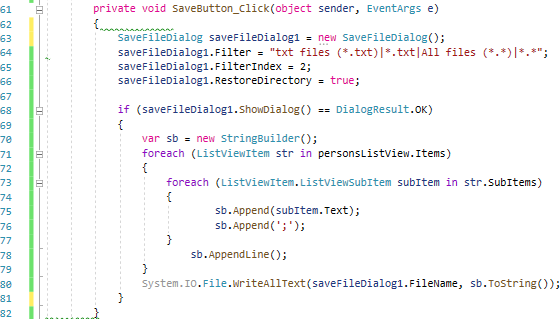 61 private void SaveButton_Click(object sender, EventArgs e)
62 {
63 SaveFileDialog saveFileDialog1 = new SaveFileDialog();
64 saveFileDialog1.Filter = "txt files (*.txt)|*.txt|All files (*.*)|*.*";
65 saveFileDialog1.FilterIndex = 2;
66 saveFileDialog1.RestoreDirectory = true;
67
68 if (saveFileDialog1.ShowDialog() == DialogResult.OK)
69 {
70 var sb = new StringBuilder();
71 foreach (ListViewItem str in personsListView.Items)
72 {
73 foreach (ListViewItem.ListViewSubItem subItem in str.SubItems)
74 {
75 sb.Append(subItem.Text);
76 sb.Append(';');
77 }
78 sb.AppendLine();
79 }
80 System.IO.File.WriteAllText(saveFileDialog1.FileName, sb.ToString());
81 }
82 }